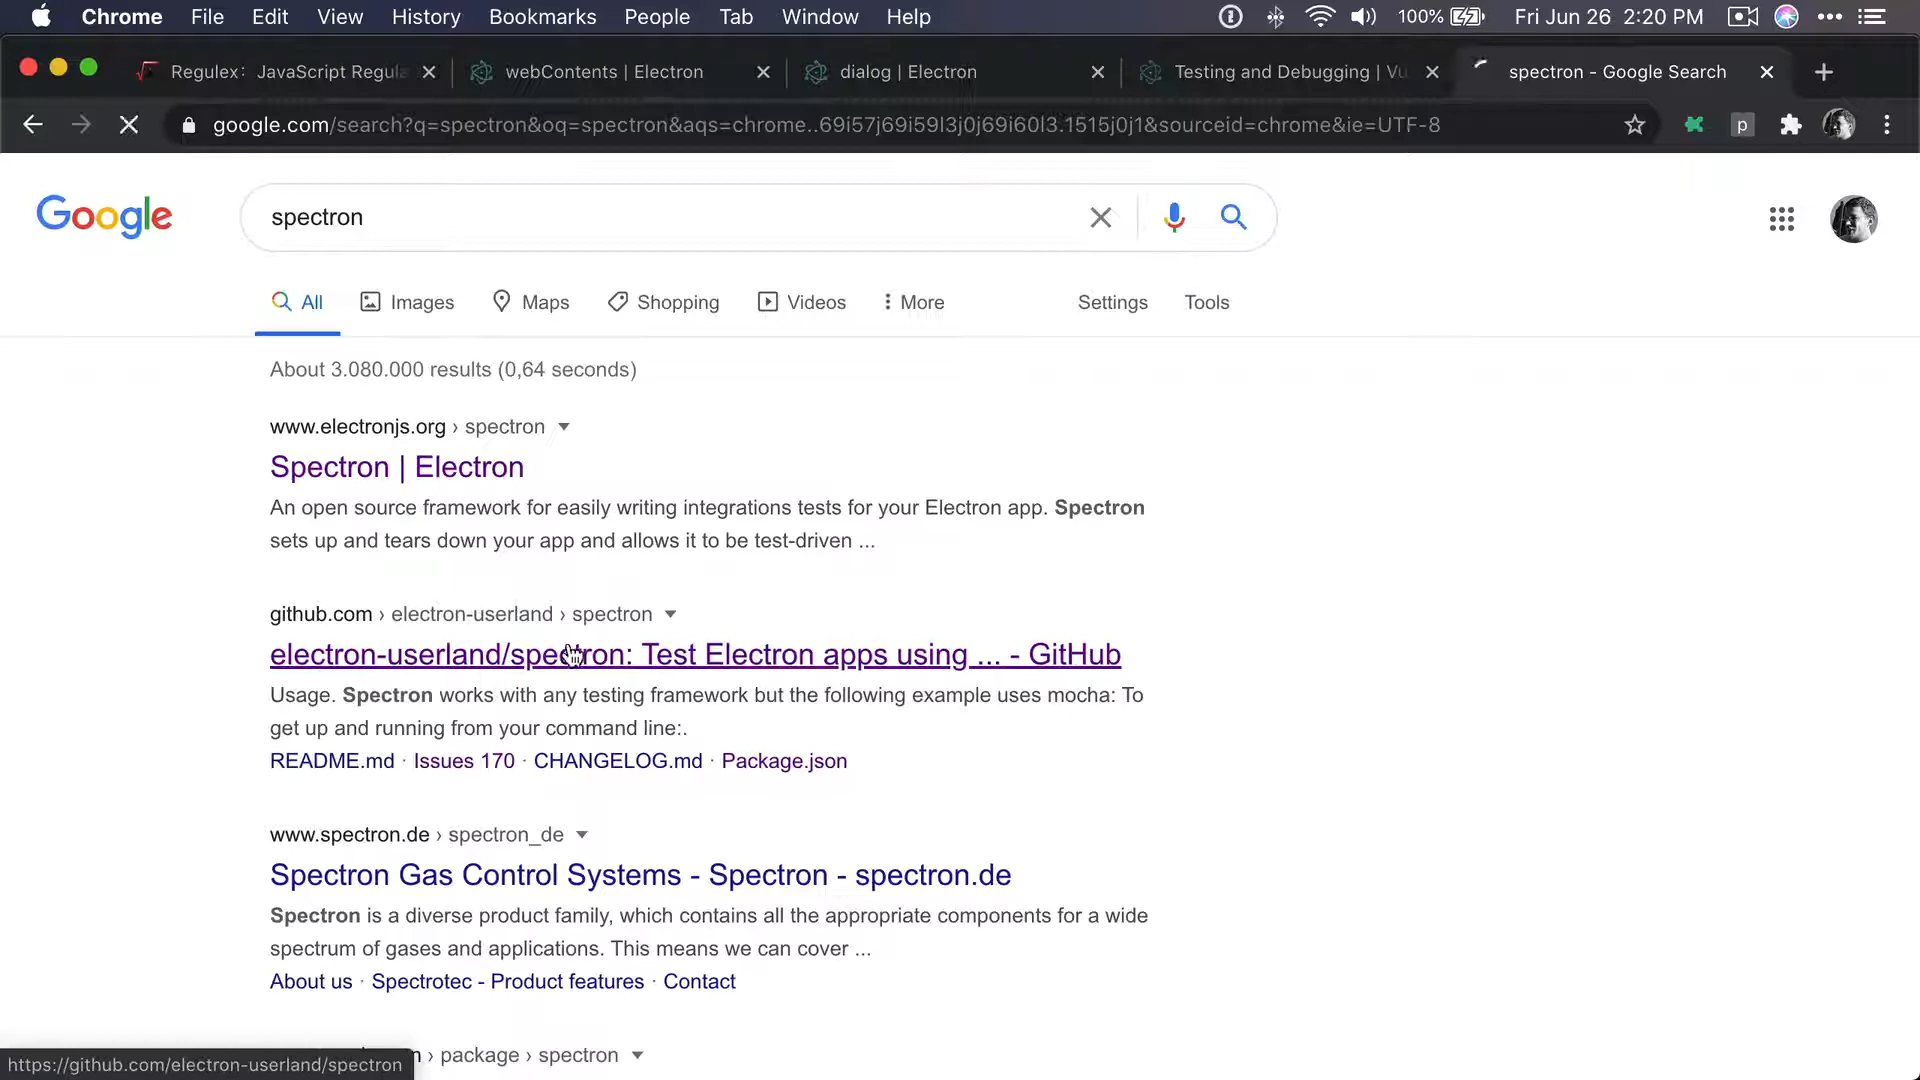 Chrome File Edit View History Bookmarks People Tab Window Help 100% Fri Jun 26 2:20 PM
Regulex: JavaScript Regula webContents | Electron dialog | Electron Testing and Debugging | Vu spectron - Google Search
google.com/search?q=spectron&oq=spectron&aqs=chrome..69i57j69i59l3j0j69i60l3.1515j0j1&sourceid=chrome&ie=UTF-8 p
Google spectron
All Images Maps Shopping Videos More Settings Tools
About 3.080.000 results (0,64 seconds)
www.electronjs.org › spectron
Spectron | Electron
An open source framework for easily writing integrations tests for your Electron app. Spectron
sets up and tears down your app and allows it to be test-driven ...
github.com › electron-userland › spectron
electron-userland/spectron: Test Electron apps using ... - GitHub
Usage. Spectron works with any testing framework but the following example uses mocha: To
get up and running from your command line:.
README.md · Issues 170 · CHANGELOG.md · Package.json
www.spectron.de › spectron_de
Spectron Gas Control Systems - Spectron - spectron.de
Spectron is a diverse product family, which contains all the appropriate components for a wide
spectrum of gases and applications. This means we can cover ...
About us · Spectrotec - Product features · Contact
› package › spectron
https://github.com/electron-userland/spectron